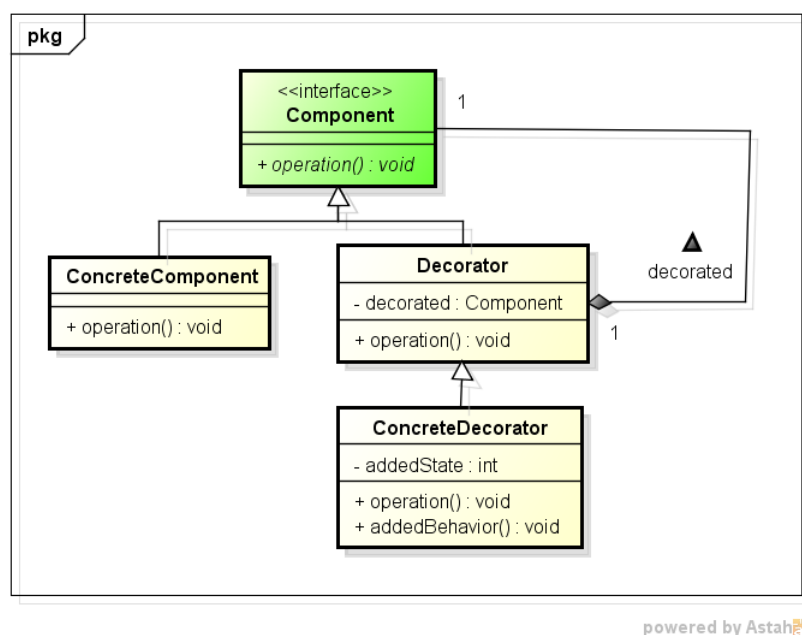 pkg
<<interface>>
Component
+ operation() : void
1
decorated
ConcreteComponent
+ operation() : void
Decorator
- decorated : Component
+ operation() : void
1
ConcreteDecorator
- addedState : int
+ operation() : void
+ addedBehavior() : void
powered by Astah